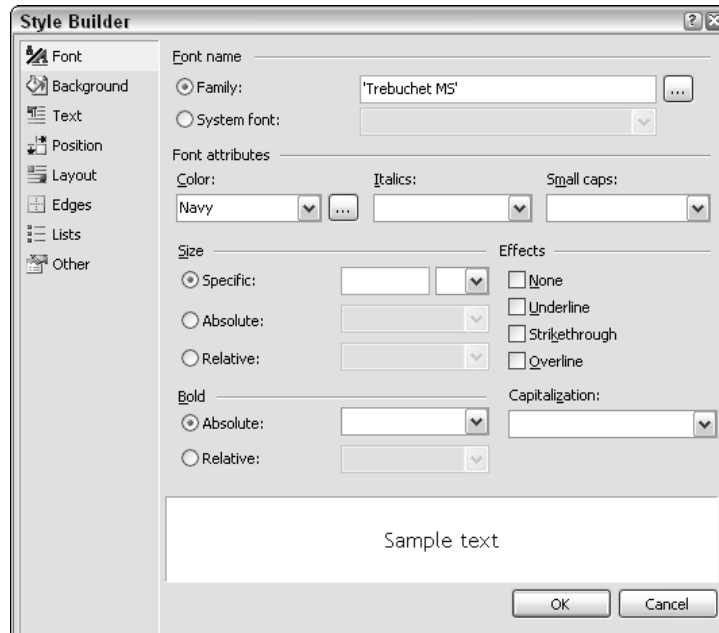 Style Builder
Font
Background
Text
Position
Layout
Edges
Lists
Other
Font name
Family: 'Trebuchet MS' ...
System font:
Font attributes
Color: Italics: Small caps:
Navy ...
Size Effects
Specific: None
Underline
Absolute: Strikethrough
Relative: Overline
Bold Capitalization:
Absolute:
Relative:
Sample text
OK Cancel